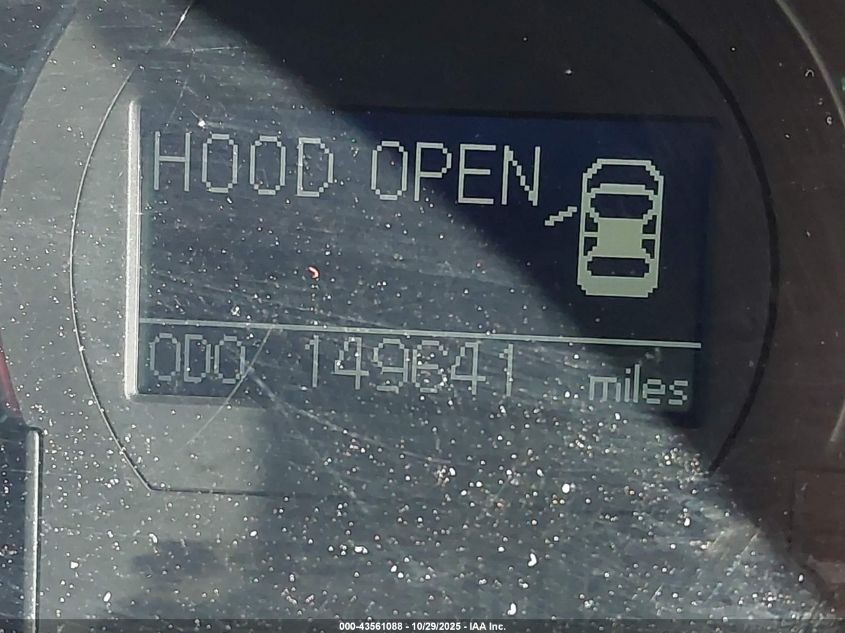 HOOD OPEN
ODO 149641 miles
000-43561088 - 10/29/2025 - IAA Inc.